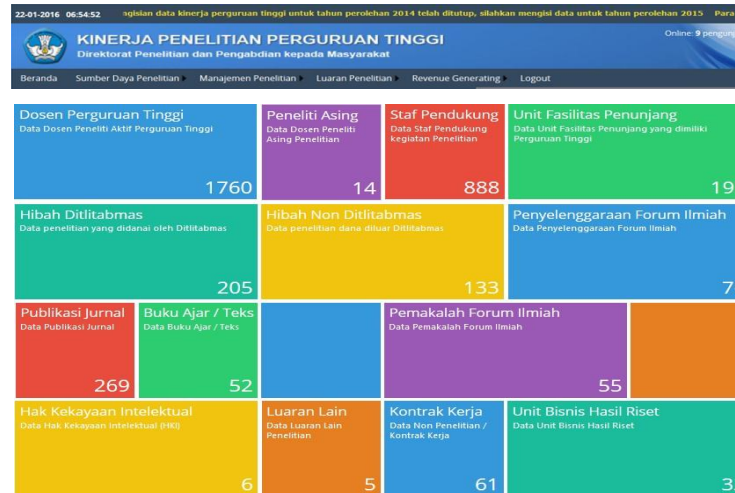 22-01-2016 06:54:52 ngisian data kinerja perguruan tinggi untuk tahun perolehan 2014 telah ditutup, silahkan mengisi data untuk tahun perolehan 2015 Para
KINERJA PENELITIAN PERGURUAN TINGGI
Direktorat Penelitian dan Pengabdian kepada Masyarakat
Online: 9 pengunj
Beranda Sumber Daya Penelitian Manajemen Penelitian Luaran Penelitian Revenue Generating Logout
Dosen Perguruan Tinggi
Data Dosen Peneliti Aktif Perguruan Tinggi
1760
Peneliti Asing
Data Dosen Peneliti
Asing Penelitian
14
Staf Pendukung
Data Staf Pendukung
kegiatan Penelitian
888
Unit Fasilitas Penunjang
Data Unit Fasilitas Penunjang yang dimiliki
Perguruan Tinggi
19
Hibah Ditlitabmas
Data penelitian yang didanai oleh Ditlitabmas
205
Hibah Non Ditlitabmas
Data penelitian dana diluar Ditlitabmas
133
Penyelenggaraan Forum Ilmiah
Data Penyelenggaraan Forum Ilmiah
7
Publikasi Jurnal
Data Publikasi Jurnal
269
Buku Ajar / Teks
Data Buku Ajar / Teks
52
Pemakalah Forum Ilmiah
Data Pemakalah Forum Ilmiah
55
Hak Kekayaan Intelektual
Data Hak Kekayaan Intelektual (HKI)
6
Luaran Lain
Data Luaran Lain
Penelitian
5
Kontrak Kerja
Data Non Penelitian /
Kontrak Kerja
61
Unit Bisnis Hasil Riset
Data Unit Bisnis Hasil Riset
3